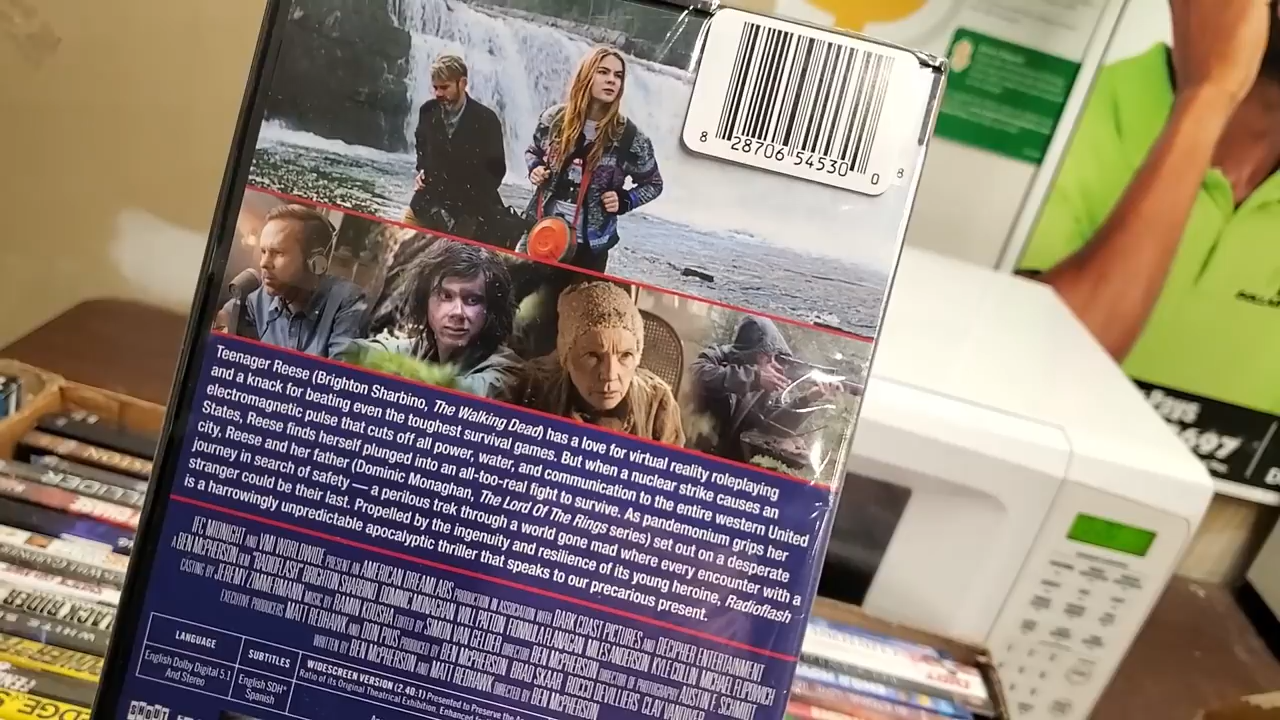 8 28706 54530 0
8
Teenager Reese (Brighton Sharbino, The Walking Dead) has a love for virtual reality roleplaying
and a knack for beating even the toughest survival games. But when a nuclear strike causes an
electromagnetic pulse that cuts off all power, water, and communication to the entire western United
States, Reese finds herself plunged into an all-too-real fight to survive. As pandemonium grips her
city, Reese and her father (Dominic Monaghan, The Lord Of The Rings series) set out on a desperate
journey in search of safety — a perilous trek through a world gone mad where every encounter with a
stranger could be their last. Propelled by the ingenuity and resilience of its young heroine, Radioflash
is a harrowingly unpredictable apocalyptic thriller that speaks to our precarious present.
IFC MIDNIGHT AND VMI WORLDWIDE PRESENT AN AMERICAN DREAM LABS PRODUCTION IN ASSOCIATION WITH DARK COAST PICTURES AND DECIPHER ENTERTAINMENT
A BEN MCPHERSON FILM "RADIOFLASH" BRIGHTON SHARBINO DOMINIC MONAGHAN WILL PATTON FIONNULA FLANAGAN MILES ANDERSON KYLE COLLIN MICHAEL FILIPOWICH
CASTING BY JEREMY ZIMMERMANN MUSIC BY RAMIN KOUSHA EDITED BY SIMON VAN GELDER DIRECTOR OF PHOTOGRAPHY AUSTIN F. SCHMIDT
EXECUTIVE PRODUCERS MATT REDHAWK AND DON PIUS PRODUCED BY BEN MCPHERSON BRAD SKAAR ROCCO DEVILLIERS CLAY VANDIVER
WRITTEN BY BEN MCPHERSON AND MATT REDHAWK DIRECTED BY BEN MCPHERSON
LANGUAGE
English Dolby Digital 5.1
And Stereo
SUBTITLES
English SDH*
Spanish
WIDESCREEN VERSION (2.40:1) Presented to Preserve the
Ratio of its Original Theatrical Exhibition. Enhanced
Pays
697
JACK RYDER
WHITE